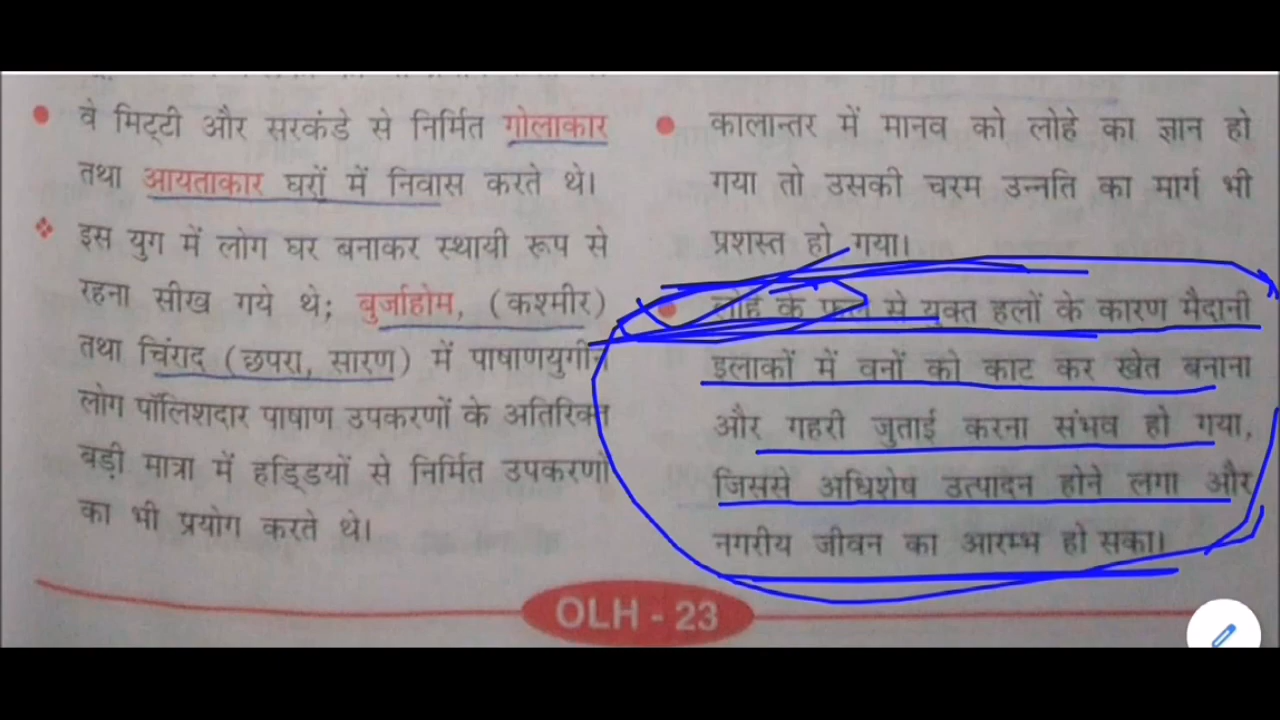 वे मिट्टी और सरकंडे से निर्मित गोलाकार
तथा आयताकार घरों में निवास करते थे।
इस युग में लोग घर बनाकर स्थायी रूप से
रहना सीख गये थे; बुर्जाहोम, (कश्मीर)
तथा चिंराद (छपरा, सारण) में पाषाणयुगीन
लोग पॉलिशदार पाषाण उपकरणों के अतिरिक्त
बड़ी मात्रा में हड्डियों से निर्मित उपकरणों
का भी प्रयोग करते थे।
कालान्तर में मानव को लोहे का ज्ञान हो
गया तो उसकी चरम उन्नति का मार्ग भी
प्रशस्त हो गया।
लोहे के फाल से युक्त हलों के कारण मैदानी
इलाकों में वनों को काट कर खेत बनाना
और गहरी जुताई करना संभव हो गया,
जिससे अधिशेष उत्पादन होने लगा और
नगरीय जीवन का आरम्भ हो सका।
OLH - 23